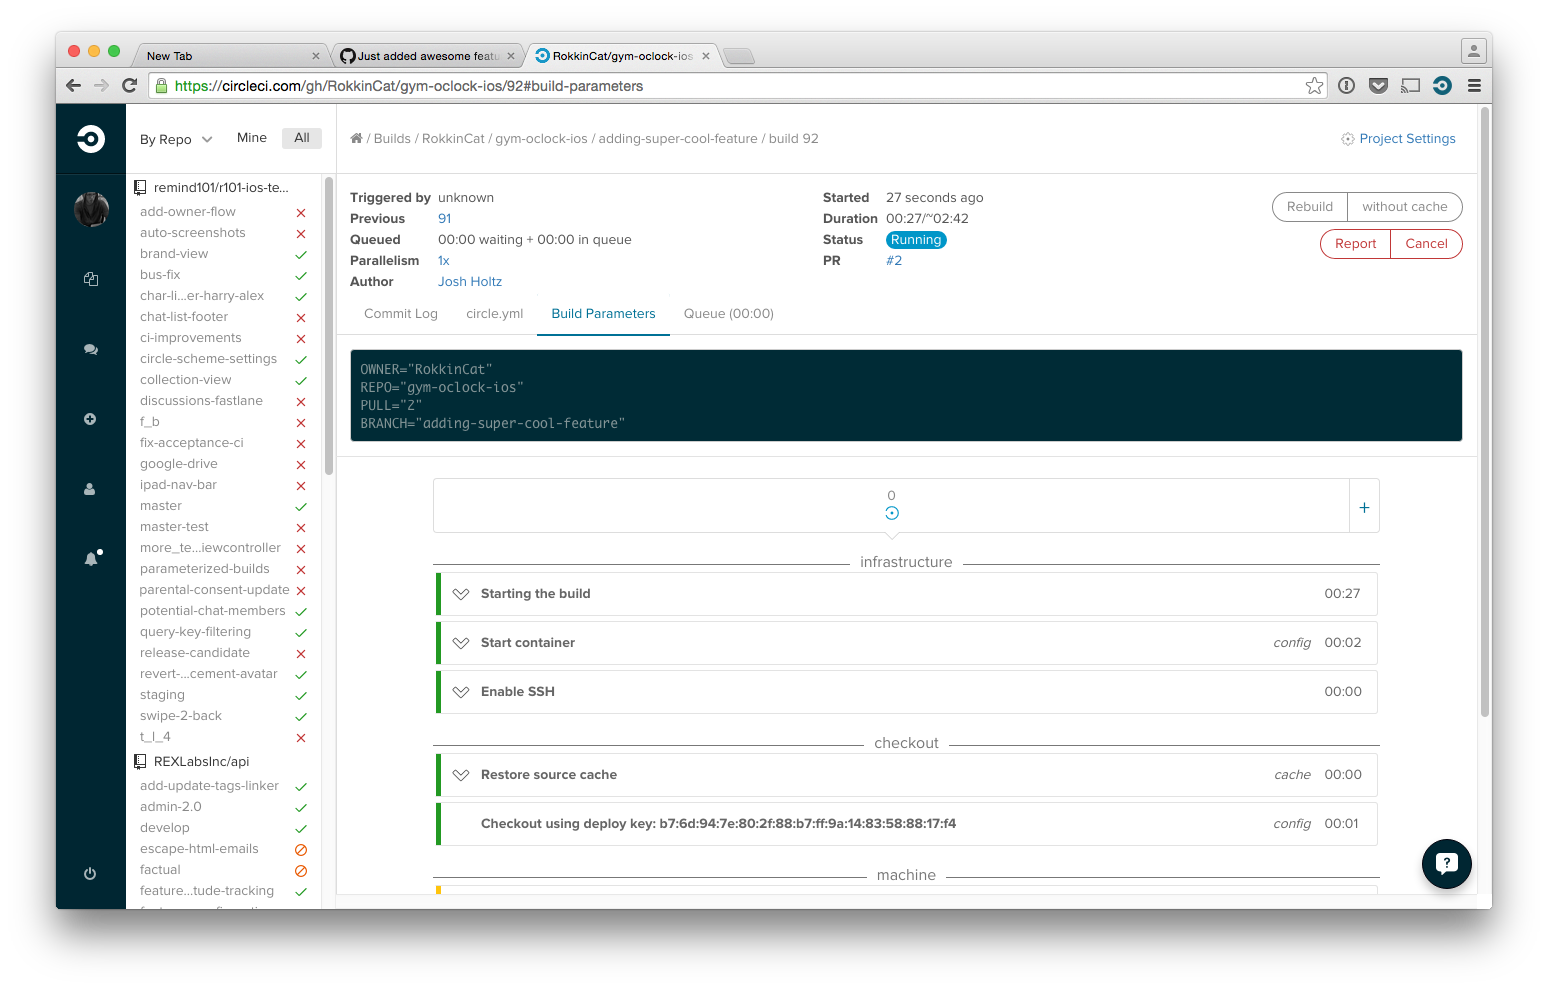 New Tab
Just added awesome featu
RokkinCat/gym-oclock-ios
https://circleci.com/gh/RokkinCat/gym-oclock-ios/92#build-parameters
By Repo
Mine
All
/ Builds / RokkinCat / gym-oclock-ios / adding-super-cool-feature / build 92
Project Settings
remind101/r101-ios-te...
add-owner-flow
auto-screenshots
brand-view
bus-fix
char-li...er-harry-alex
chat-list-footer
ci-improvements
circle-scheme-settings
collection-view
discussions-fastlane
f_b
fix-acceptance-ci
google-drive
ipad-nav-bar
master
master-test
more_te...iewcontroller
parameterized-builds
parental-consent-update
potential-chat-members
query-key-filtering
release-candidate
revert-...cement-avatar
staging
swipe-2-back
t_l_4
REXLabsInc/api
add-update-tags-linker
admin-2.0
develop
escape-html-emails
factual
feature...tude-tracking
Triggered by unknown
Previous 91
Queued 00:00 waiting + 00:00 in queue
Parallelism 1x
Author Josh Holtz
Started 27 seconds ago
Duration 00:27/~02:42
Status Running
PR #2
Rebuild without cache
Report Cancel
Commit Log circle.yml Build Parameters Queue (00:00)
OWNER="RokkinCat"
REPO="gym-oclock-ios"
PULL="2"
BRANCH="adding-super-cool-feature"
0
+
infrastructure
Starting the build 00:27
Start container config 00:02
Enable SSH 00:00
checkout
Restore source cache cache 00:00
Checkout using deploy key: b7:6d:94:7e:80:2f:88:b7:ff:9a:14:83:58:88:17:f4 config 00:01
machine